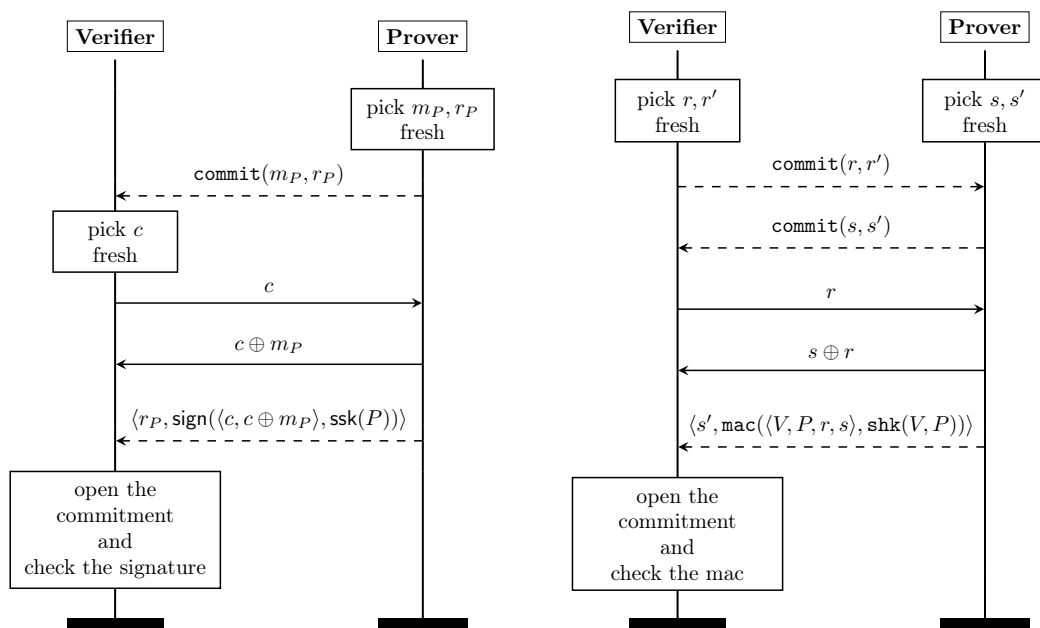 Verifier
Prover
pick m_P, r_P
fresh
commit(m_P, r_P)
pick c
fresh
c
c ⊕ m_P
⟨r_P, sign(⟨c, c ⊕ m_P⟩, ssk(P))⟩
open the
commitment
and
check the signature
Verifier
Prover
pick r, r′
fresh
pick s, s′
fresh
commit(r, r′)
commit(s, s′)
r
s ⊕ r
⟨s′, mac(⟨V, P, r, s⟩, shk(V, P))⟩
open the
commitment
and
check the mac